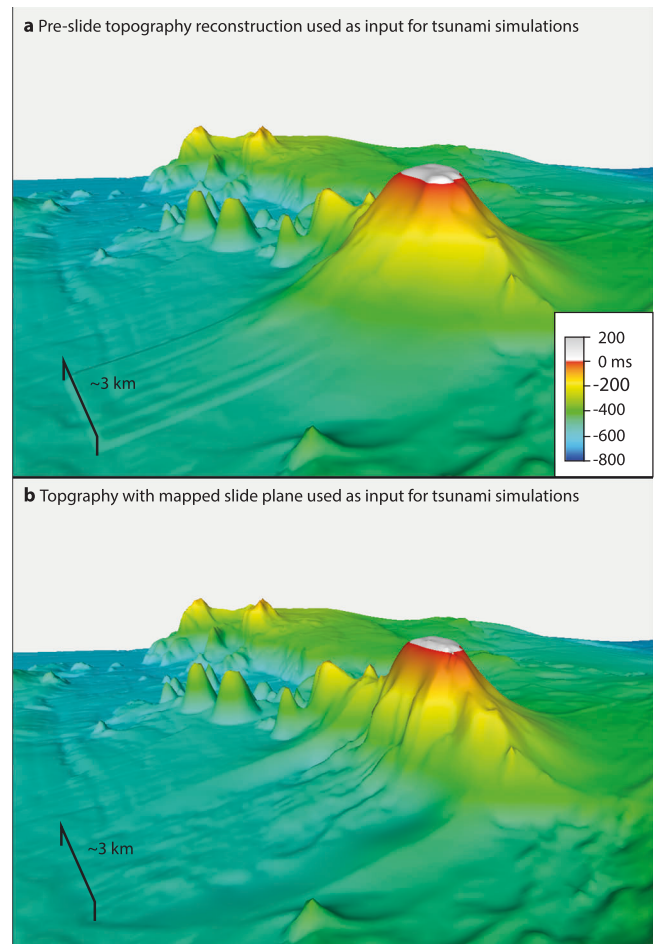 a Pre-slide topography reconstruction used as input for tsunami simulations
~3 km
200
0 ms
-200
-400
-600
-800
b Topgraphy with mapped slide plane used as input for tsunami simulations
~3 km